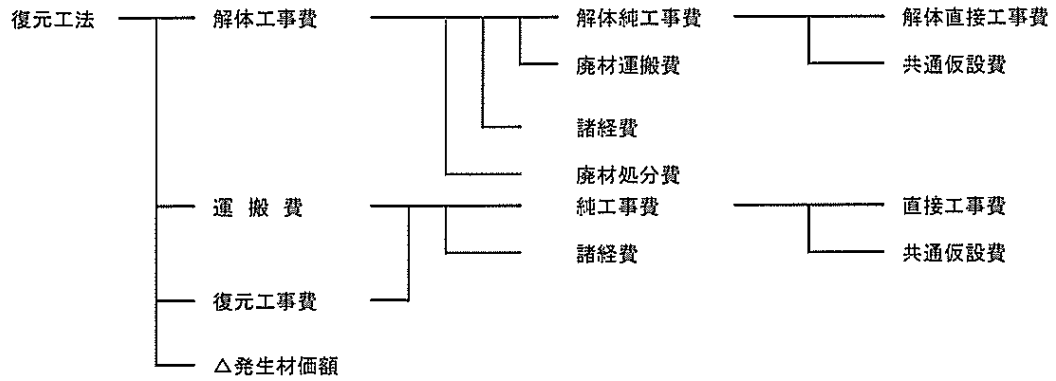 復元工法 解体工事費 解体純工事費 解体直接工事費
廃材運搬費 共通仮設費
諸経費
廃材処分費
運搬費 純工事費 直接工事費
諸経費 共通仮設費
復元工事費
△発生材価額